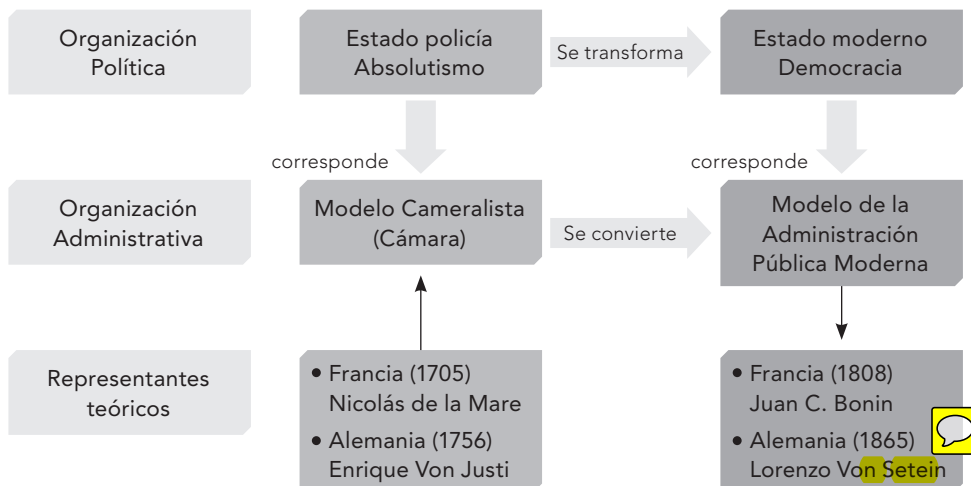 Organización
Política
Estado policía
Absolutismo
Se transforma
Estado moderno
Democracia
corresponde
corresponde
Organización
Administrativa
Modelo Cameralista
(Cámara)
Se convierte
Modelo de la
Administración
Pública Moderna
Representantes
teóricos
• Francia (1705)
Nicolás de la Mare
• Alemania (1756)
Enrique Von Justi
• Francia (1808)
Juan C. Bonin
• Alemania (1865)
Lorenzo Von Setein